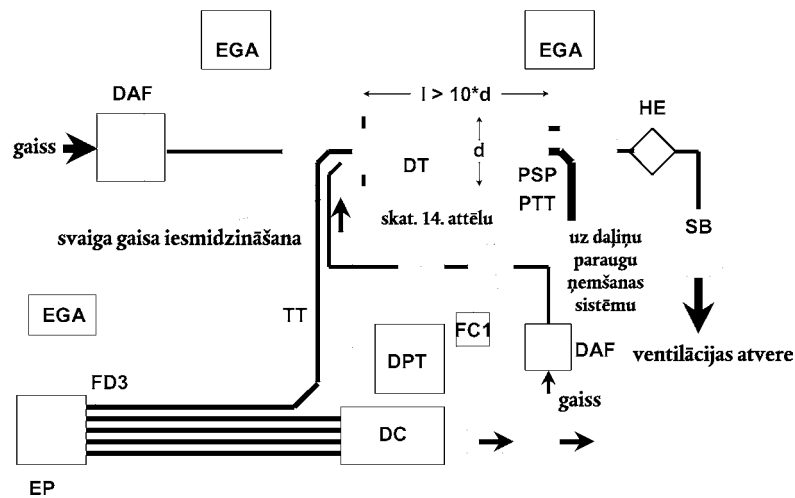 EGA
EGA
DAF
l > 10*d
HE
gaiss
d
DT
PSP
PTT
SB
skat. 14. attēlu
svaiga gaisa iesmidzināšana
uz daļiņu
paraugu
ņemšanas
sistēmu
EGA
TT
FC1
DPT
DAF
ventilācijas atvere
FD3
gaiss
DC
EP